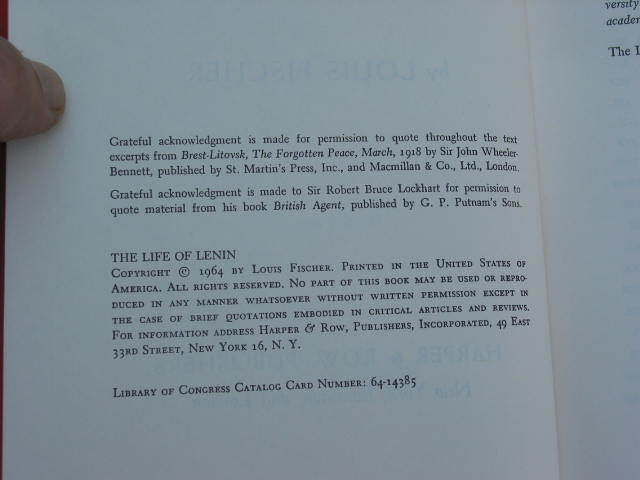 Grateful acknowledgment is made for permission to quote throughout the text
excerpts from Brest-Litovsk, The Forgotten Peace, March, 1918 by Sir John Wheeler-
Bennett, published by St. Martin's Press, Inc., and Macmillan & Co., Ltd., London.
Grateful acknowledgment is made to Sir Robert Bruce Lockhart for permission to
quote material from his book British Agent, published by G. P. Putnam's Sons.
THE LIFE OF LENIN
Copyright © 1964 by Louis Fischer. Printed in the United States of
America. All rights reserved. No part of this book may be used or repro-
duced in any manner whatsoever without written permission except in
the case of brief quotations embodied in critical articles and reviews.
For information address Harper & Row, Publishers, Incorporated, 49 East
33rd Street, New York 16, N. Y.
Library of Congress Catalog Card Number: 64-14385
versity
The